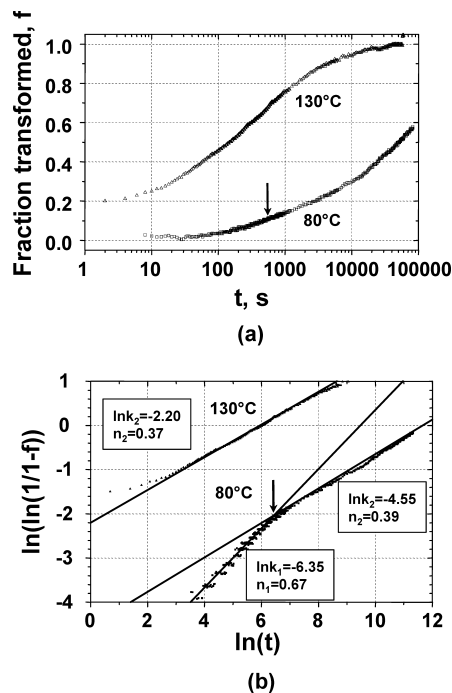 Fraction transformed, f
1.0
0.8
0.6
0.4
0.2
0.0
130°C
80°C
1 10 100 1000 10000 100000
t, s
(a)
ln(ln(1/1-f))
1
0
-1
-2
-3
-4
lnk2=-2.20
n2=0.37
130°C
80°C
lnk2=-4.55
n2=0.39
lnk1=-6.35
n1=0.67
0 2 4 6 8 10 12
ln(t)
(b)